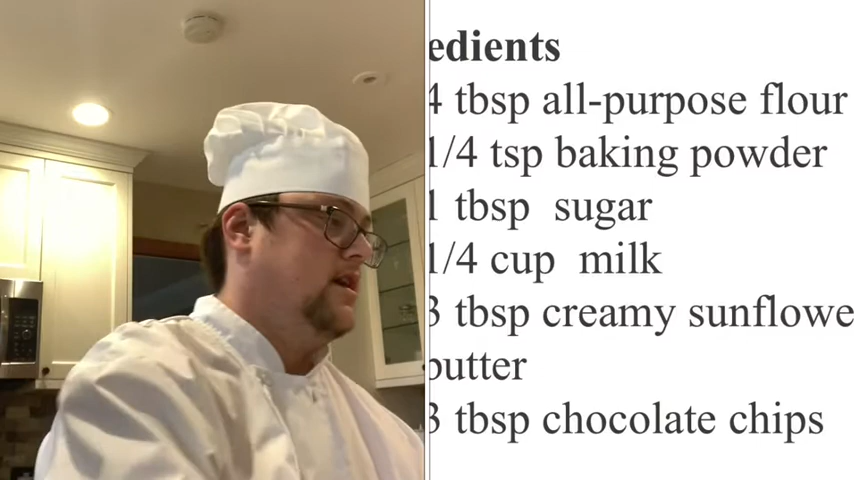 edients
4 tbsp all-purpose flour
1/4 tsp baking powder
1 tbsp sugar
1/4 cup milk
3 tbsp creamy sunflowe
butter
3 tbsp chocolate chips